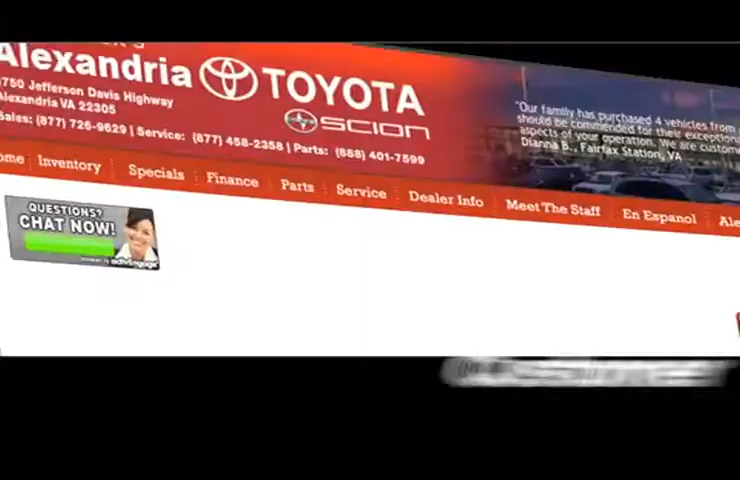 Alexandria
TOYOTA
SCION
1750 Jefferson Davis Highway
Alexandria VA 22305
Sales: (877) 726-9629 | Service: (877) 458-2358 | Parts: (888) 401-7599
"Our family has purchased 4 vehicles from
should be commended for their exception
aspects of your operation. We are custome
Dianna B., Fairfax Station, VA
ome Inventory Specials Finance Parts Service Dealer Info Meet The Staff En Espanol Ale
QUESTIONS?
CHAT NOW!